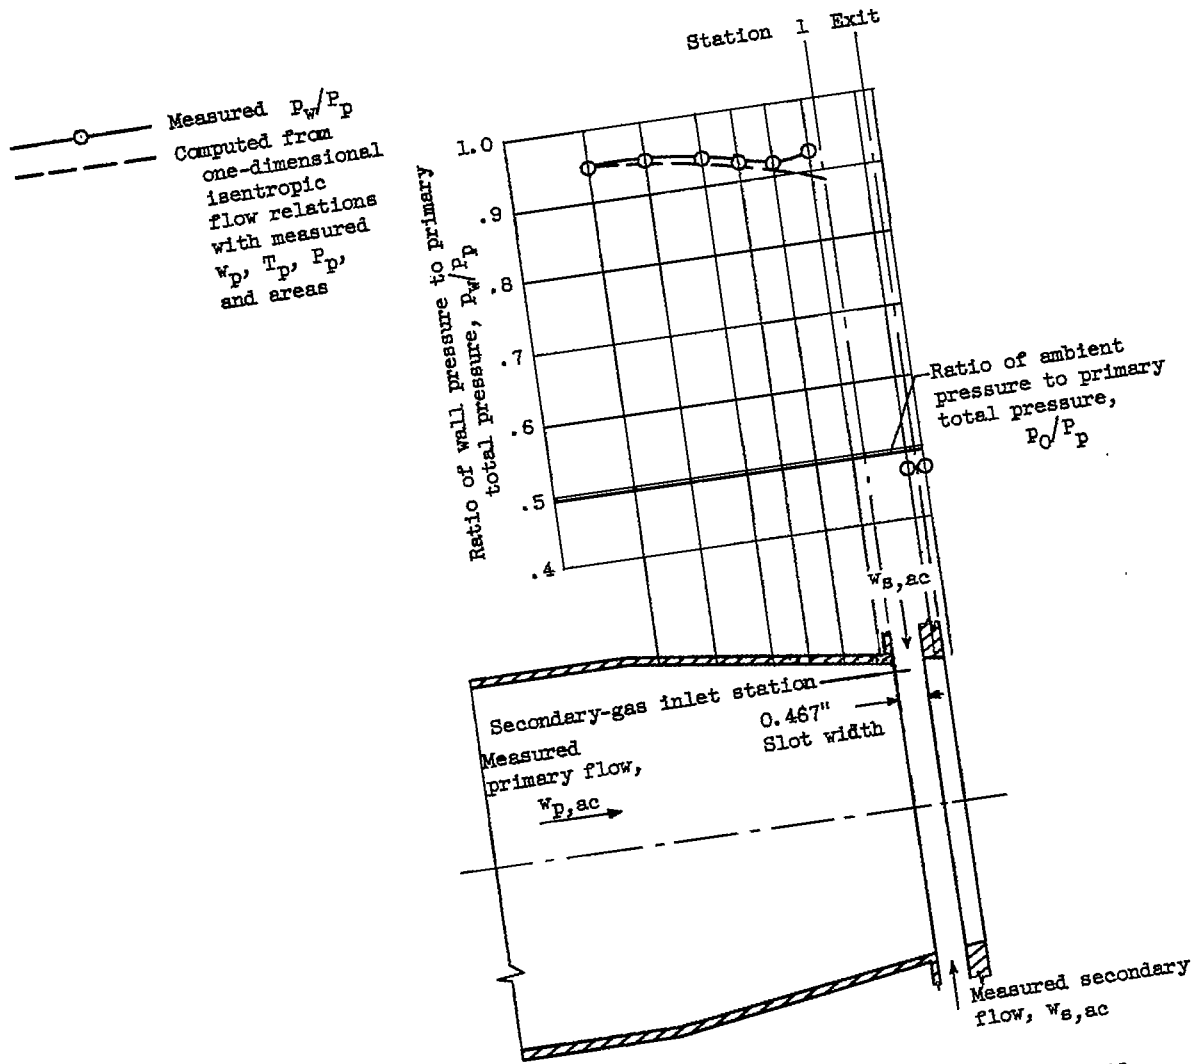 Station 1 Exit
Measured p_w/P_p
Computed from
one-dimensional
isentropic
flow relations
with measured
w_p, T_p, P_p,
and areas
Ratio of wall pressure to primary
total pressure, p_w/P_p
1.0
.9
.8
.7
.6
.5
.4
Ratio of ambient
pressure to primary
total pressure,
p_0/P_p
w_s,ac
Secondary-gas inlet station
0.467"
Slot width
Measured
primary flow,
w_p,ac
Measured secondary
flow, w_s,ac